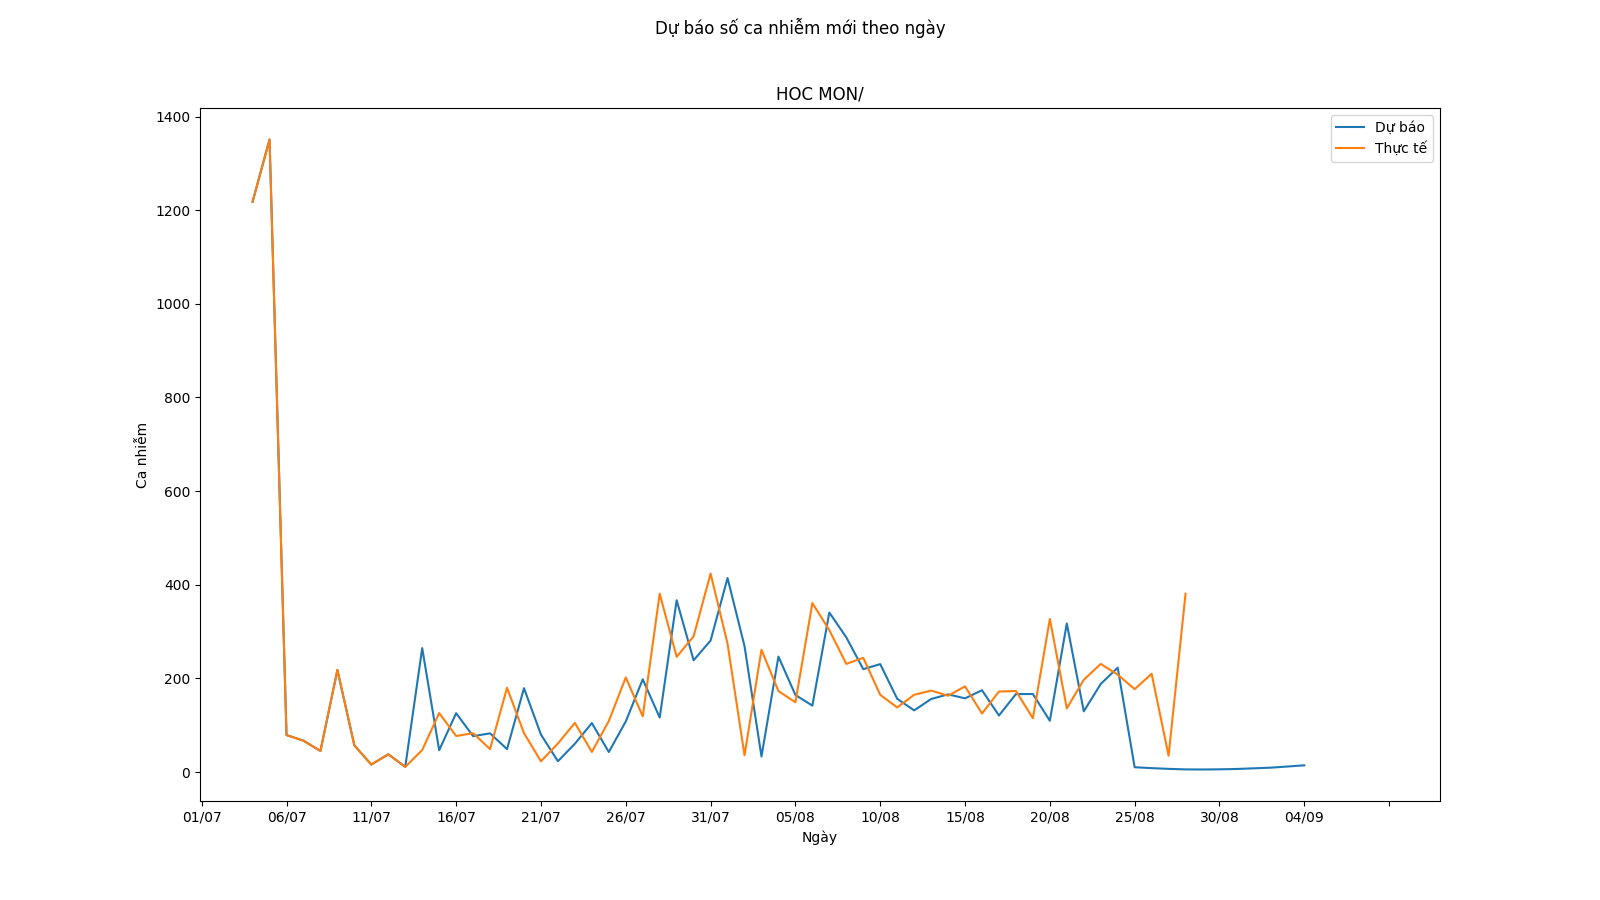 Dự báo số ca nhiễm mới theo ngày
HOC MON/
1400
1200
1000
800
600
400
200
0
Ca nhiễm
Dự báo
Thực tế
01/07 06/07 11/07 16/07 21/07 26/07 31/07 05/08 10/08 15/08 20/08 25/08 30/08 04/09
Ngày